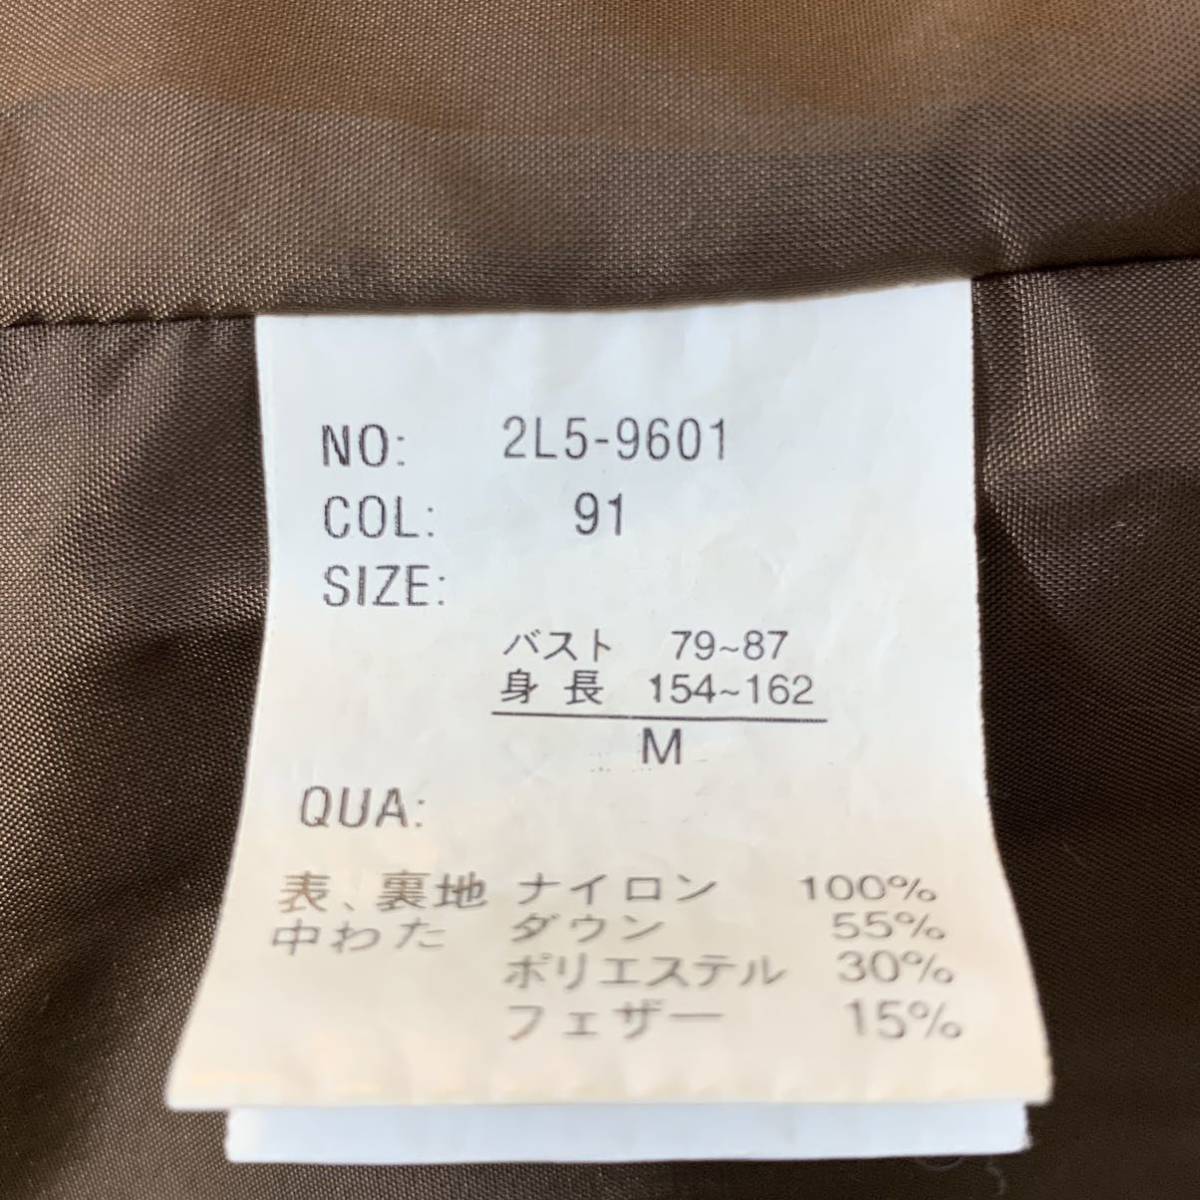 NO: 2L5-9601
COL: 91
SIZE:
バスト 79~87
身長 154~162
M
QUA:
表、裏地 ナイロン 100%
中わた ダウン 55%
ポリエステル 30%
フェザー 15%